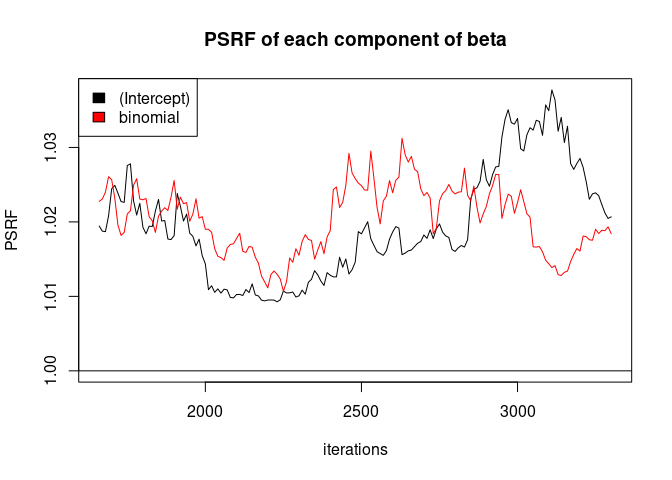 PSRF of each component of beta
(Intercept)
binomial
PSRF
1.03
1.02
1.01
1.00
2000 2500 3000
iterations